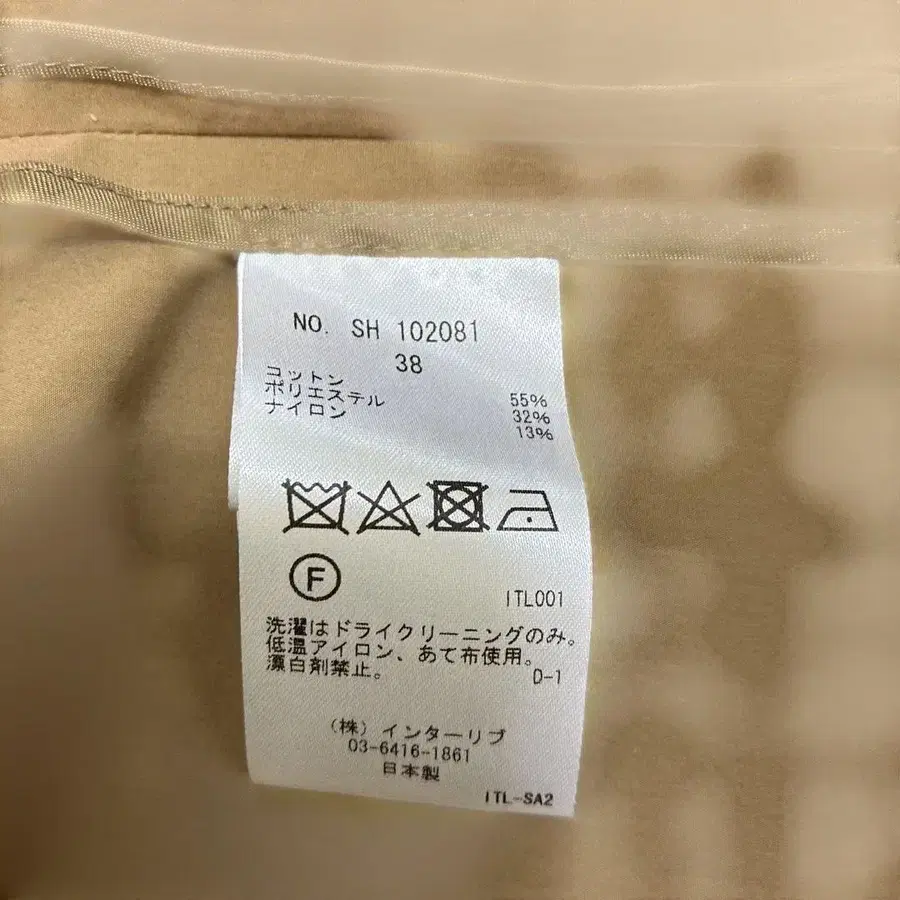 NO. SH 102081
38
コットン 55%
ポリエステル 32%
ナイロン 13%
F
ITL001
洗濯はドライクリーニングのみ。
低温アイロン、あて布使用。
漂白剤禁止。 D-1
(株) インターリブ
03-6416-1861
日本製
ITL-SA2